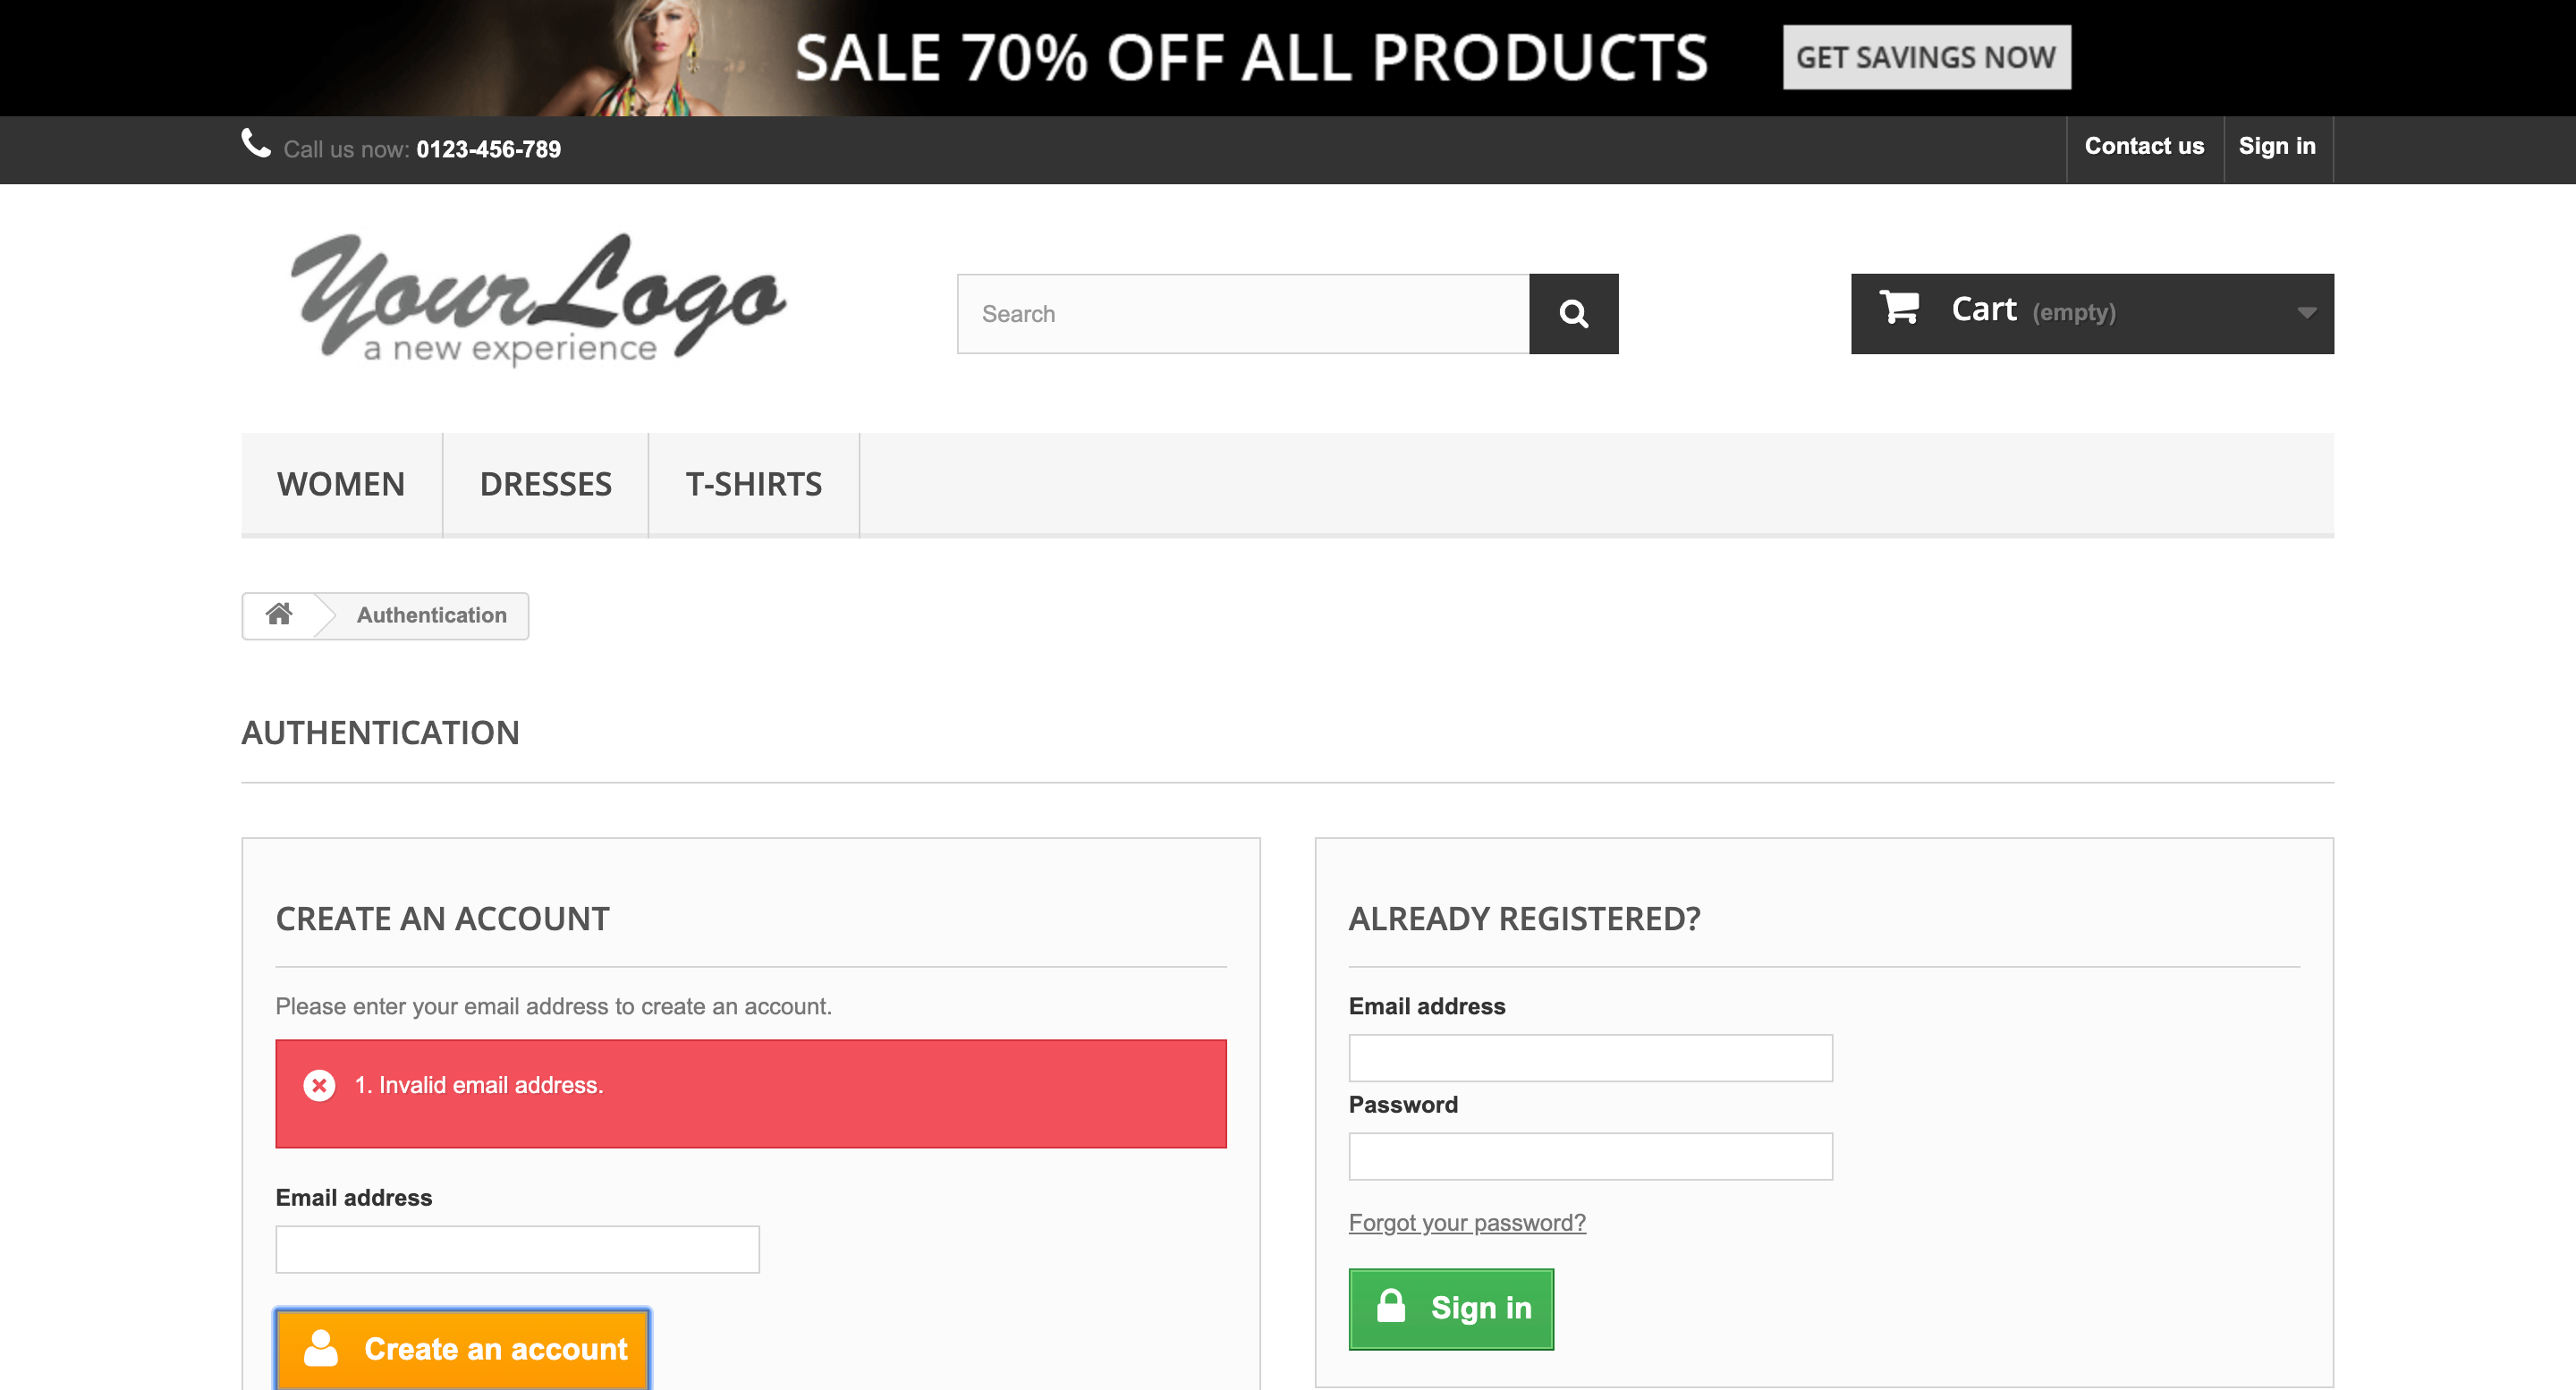 SALE 70% OFF ALL PRODUCTS GET SAVINGS NOW
Call us now: 0123-456-789 Contact us Sign in
Your Logo
a new experience
Search
Cart (empty)
WOMEN DRESSES T-SHIRTS
Authentication
AUTHENTICATION
CREATE AN ACCOUNT
Please enter your email address to create an account.
1. Invalid email address.
Email address
Create an account
ALREADY REGISTERED?
Email address
Password
Forgot your password?
Sign in